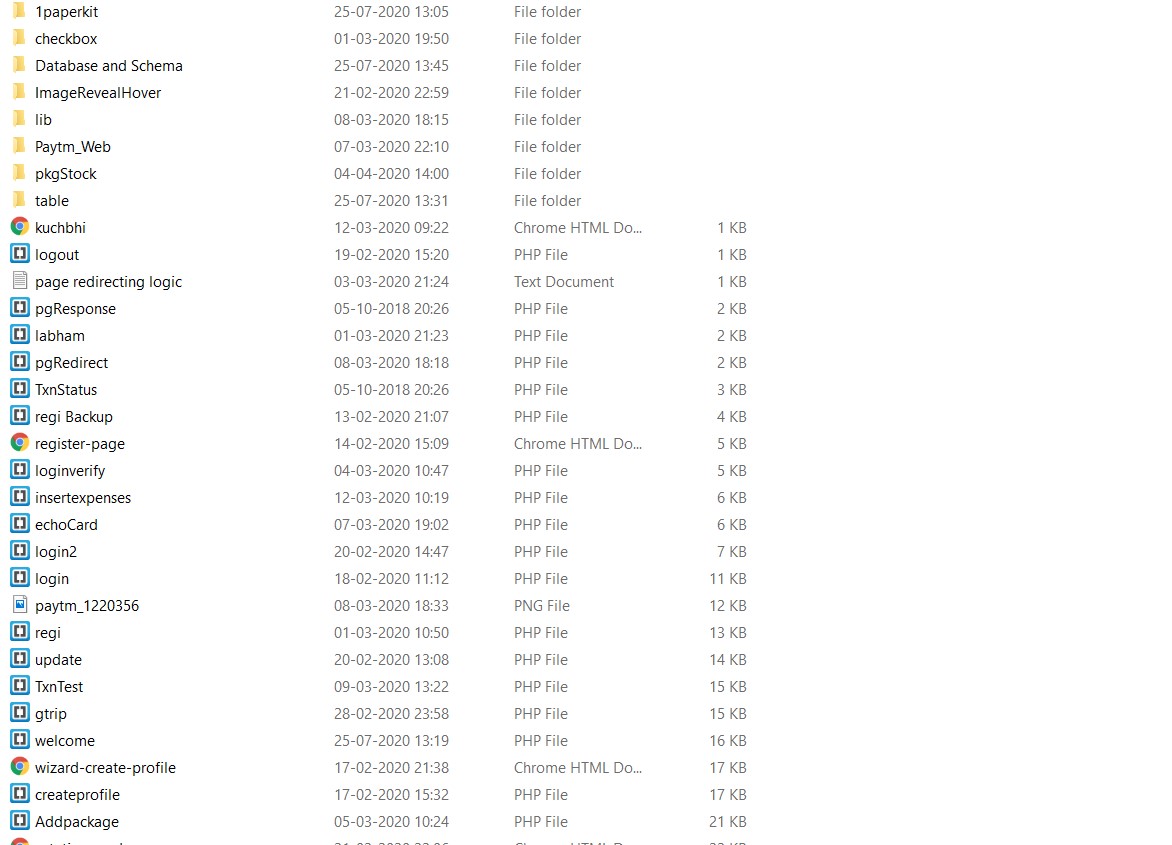 1paperkit 25-07-2020 13:05 File folder
checkbox 01-03-2020 19:50 File folder
Database and Schema 25-07-2020 13:45 File folder
ImageRevealHover 21-02-2020 22:59 File folder
lib 08-03-2020 18:15 File folder
Paytm_Web 07-03-2020 22:10 File folder
pkgStock 04-04-2020 14:00 File folder
table 25-07-2020 13:31 File folder
kuchbhi 12-03-2020 09:22 Chrome HTML Do... 1 KB
logout 19-02-2020 15:20 PHP File 1 KB
page redirecting logic 03-03-2020 21:24 Text Document 1 KB
pgResponse 05-10-2018 20:26 PHP File 2 KB
labham 01-03-2020 21:23 PHP File 2 KB
pgRedirect 08-03-2020 18:18 PHP File 2 KB
TxnStatus 05-10-2018 20:26 PHP File 3 KB
regi Backup 13-02-2020 21:07 PHP File 4 KB
register-page 14-02-2020 15:09 Chrome HTML Do... 5 KB
loginverify 04-03-2020 10:47 PHP File 5 KB
insertexpenses 12-03-2020 10:19 PHP File 6 KB
echoCard 07-03-2020 19:02 PHP File 6 KB
login2 20-02-2020 14:47 PHP File 7 KB
login 18-02-2020 11:12 PHP File 11 KB
paytm_1220356 08-03-2020 18:33 PNG File 12 KB
regi 01-03-2020 10:50 PHP File 13 KB
update 20-02-2020 13:08 PHP File 14 KB
TxnTest 09-03-2020 13:22 PHP File 15 KB
gtrip 28-02-2020 23:58 PHP File 15 KB
welcome 25-07-2020 13:19 PHP File 16 KB
wizard-create-profile 17-02-2020 21:38 Chrome HTML Do... 17 KB
createprofile 17-02-2020 15:32 PHP File 17 KB
Addpackage 05-03-2020 10:24 PHP File 21 KB